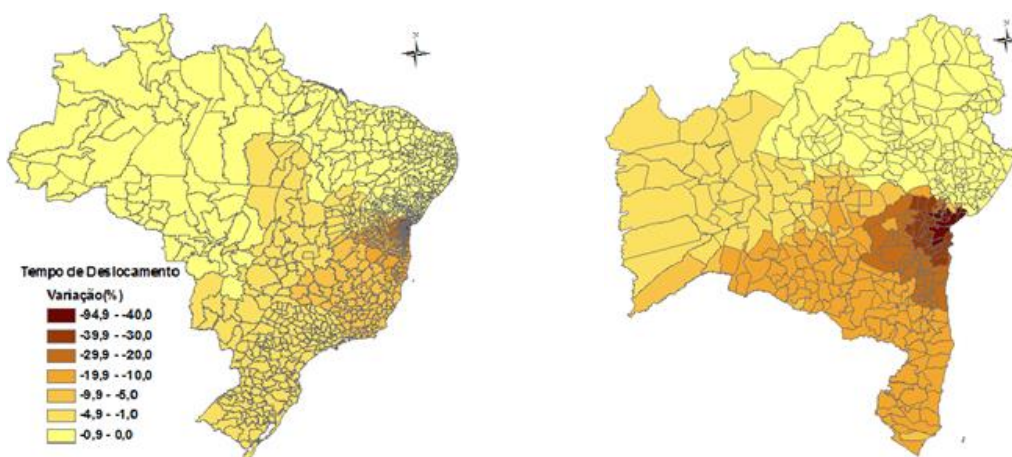 N
N
Tempo de Deslocamento
Variação(%)
-94,9 - -40,0
-39,9 - -30,0
-29,9 - -20,0
-19,9 - -10,0
-9,9 - -5,0
-4,9 - -1,0
-0,9 - 0,0